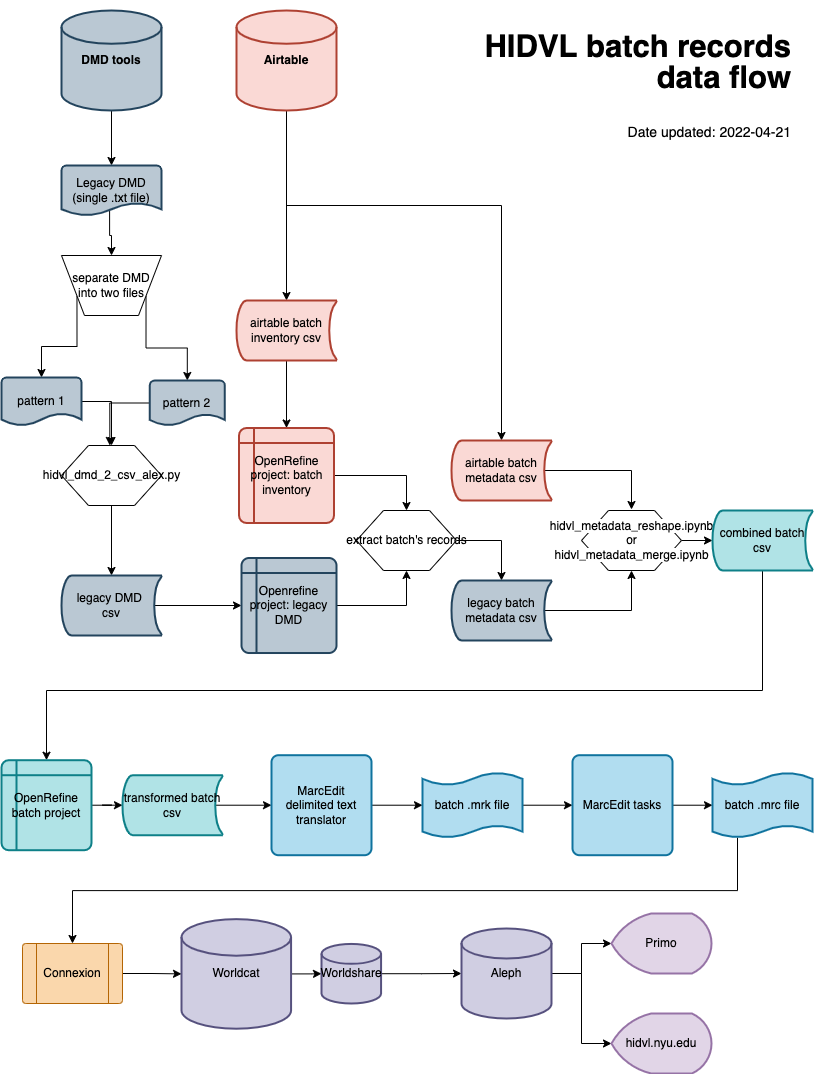 HIDVL batch records
data flow
Date updated: 2022-04-21
DMD tools
Airtable
Legacy DMD
(single .txt file)
separate DMD
into two files
airtable batch
inventory csv
pattern 1
pattern 2
hidvl_dmd_2_csv_alex.py
OpenRefine
project: batch
inventory
airtable batch
metadata csv
extract batch's records
hidvl_metadata_reshape.ipynb
or
hidvl_metadata_merge.ipynb
combined batch
csv
legacy DMD
csv
Openrefine
project: legacy
DMD
legacy batch
metadata csv
OpenRefine
batch project
transformed batch
csv
MarcEdit
delimited text
translator
batch .mrk file
MarcEdit tasks
batch .mrc file
Connexion
Worldcat
Worldshare
Aleph
Primo
hidvl.nyu.edu